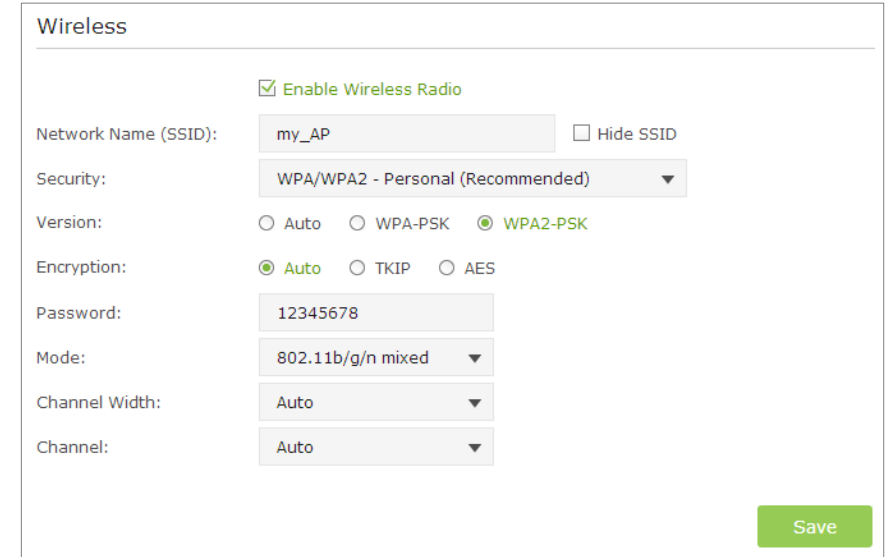 Wireless
Enable Wireless Radio
Network Name (SSID): my_AP Hide SSID
Security: WPA/WPA2 - Personal (Recommended)
Version: Auto WPA-PSK WPA2-PSK
Encryption: Auto TKIP AES
Password: 12345678
Mode: 802.11b/g/n mixed
Channel Width: Auto
Channel: Auto
Save